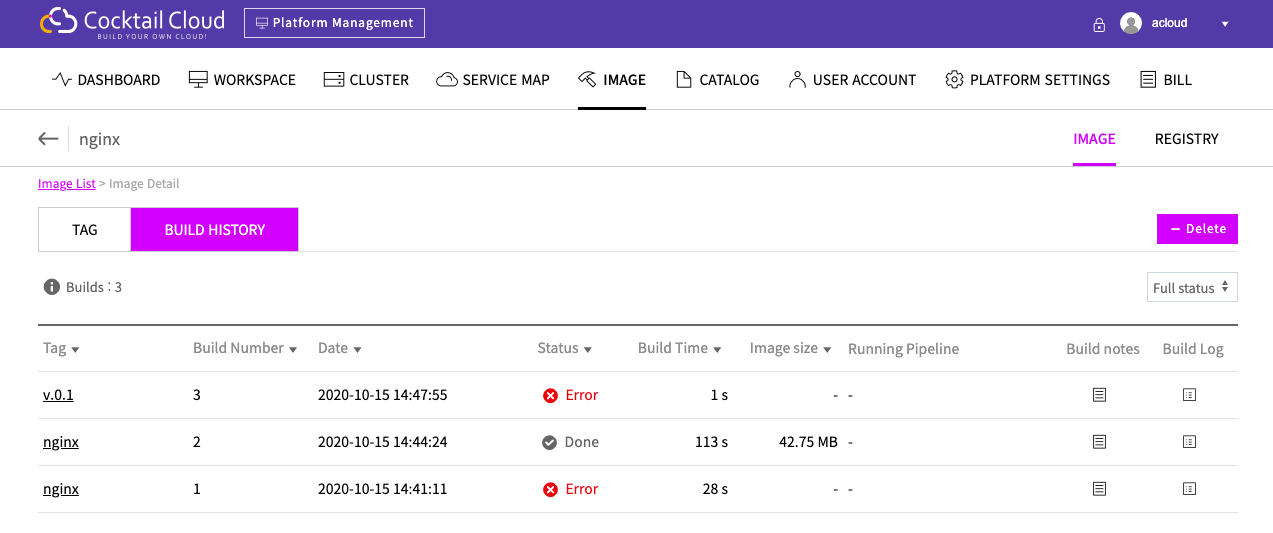 Cocktail Cloud
BUILD YOUR OWN CLOUD!
Platform Management
acloud
DASHBOARD WORKSPACE CLUSTER SERVICE MAP IMAGE CATALOG USER ACCOUNT PLATFORM SETTINGS BILL
nginx IMAGE REGISTRY
Image List > Image Detail
TAG BUILD HISTORY − Delete
Builds : 3 Full status
Tag Build Number Date Status Build Time Image size Running Pipeline Build notes Build Log
v.0.1 3 2020-10-15 14:47:55 Error 1 s - -
nginx 2 2020-10-15 14:44:24 Done 113 s 42.75 MB -
nginx 1 2020-10-15 14:41:11 Error 28 s - -